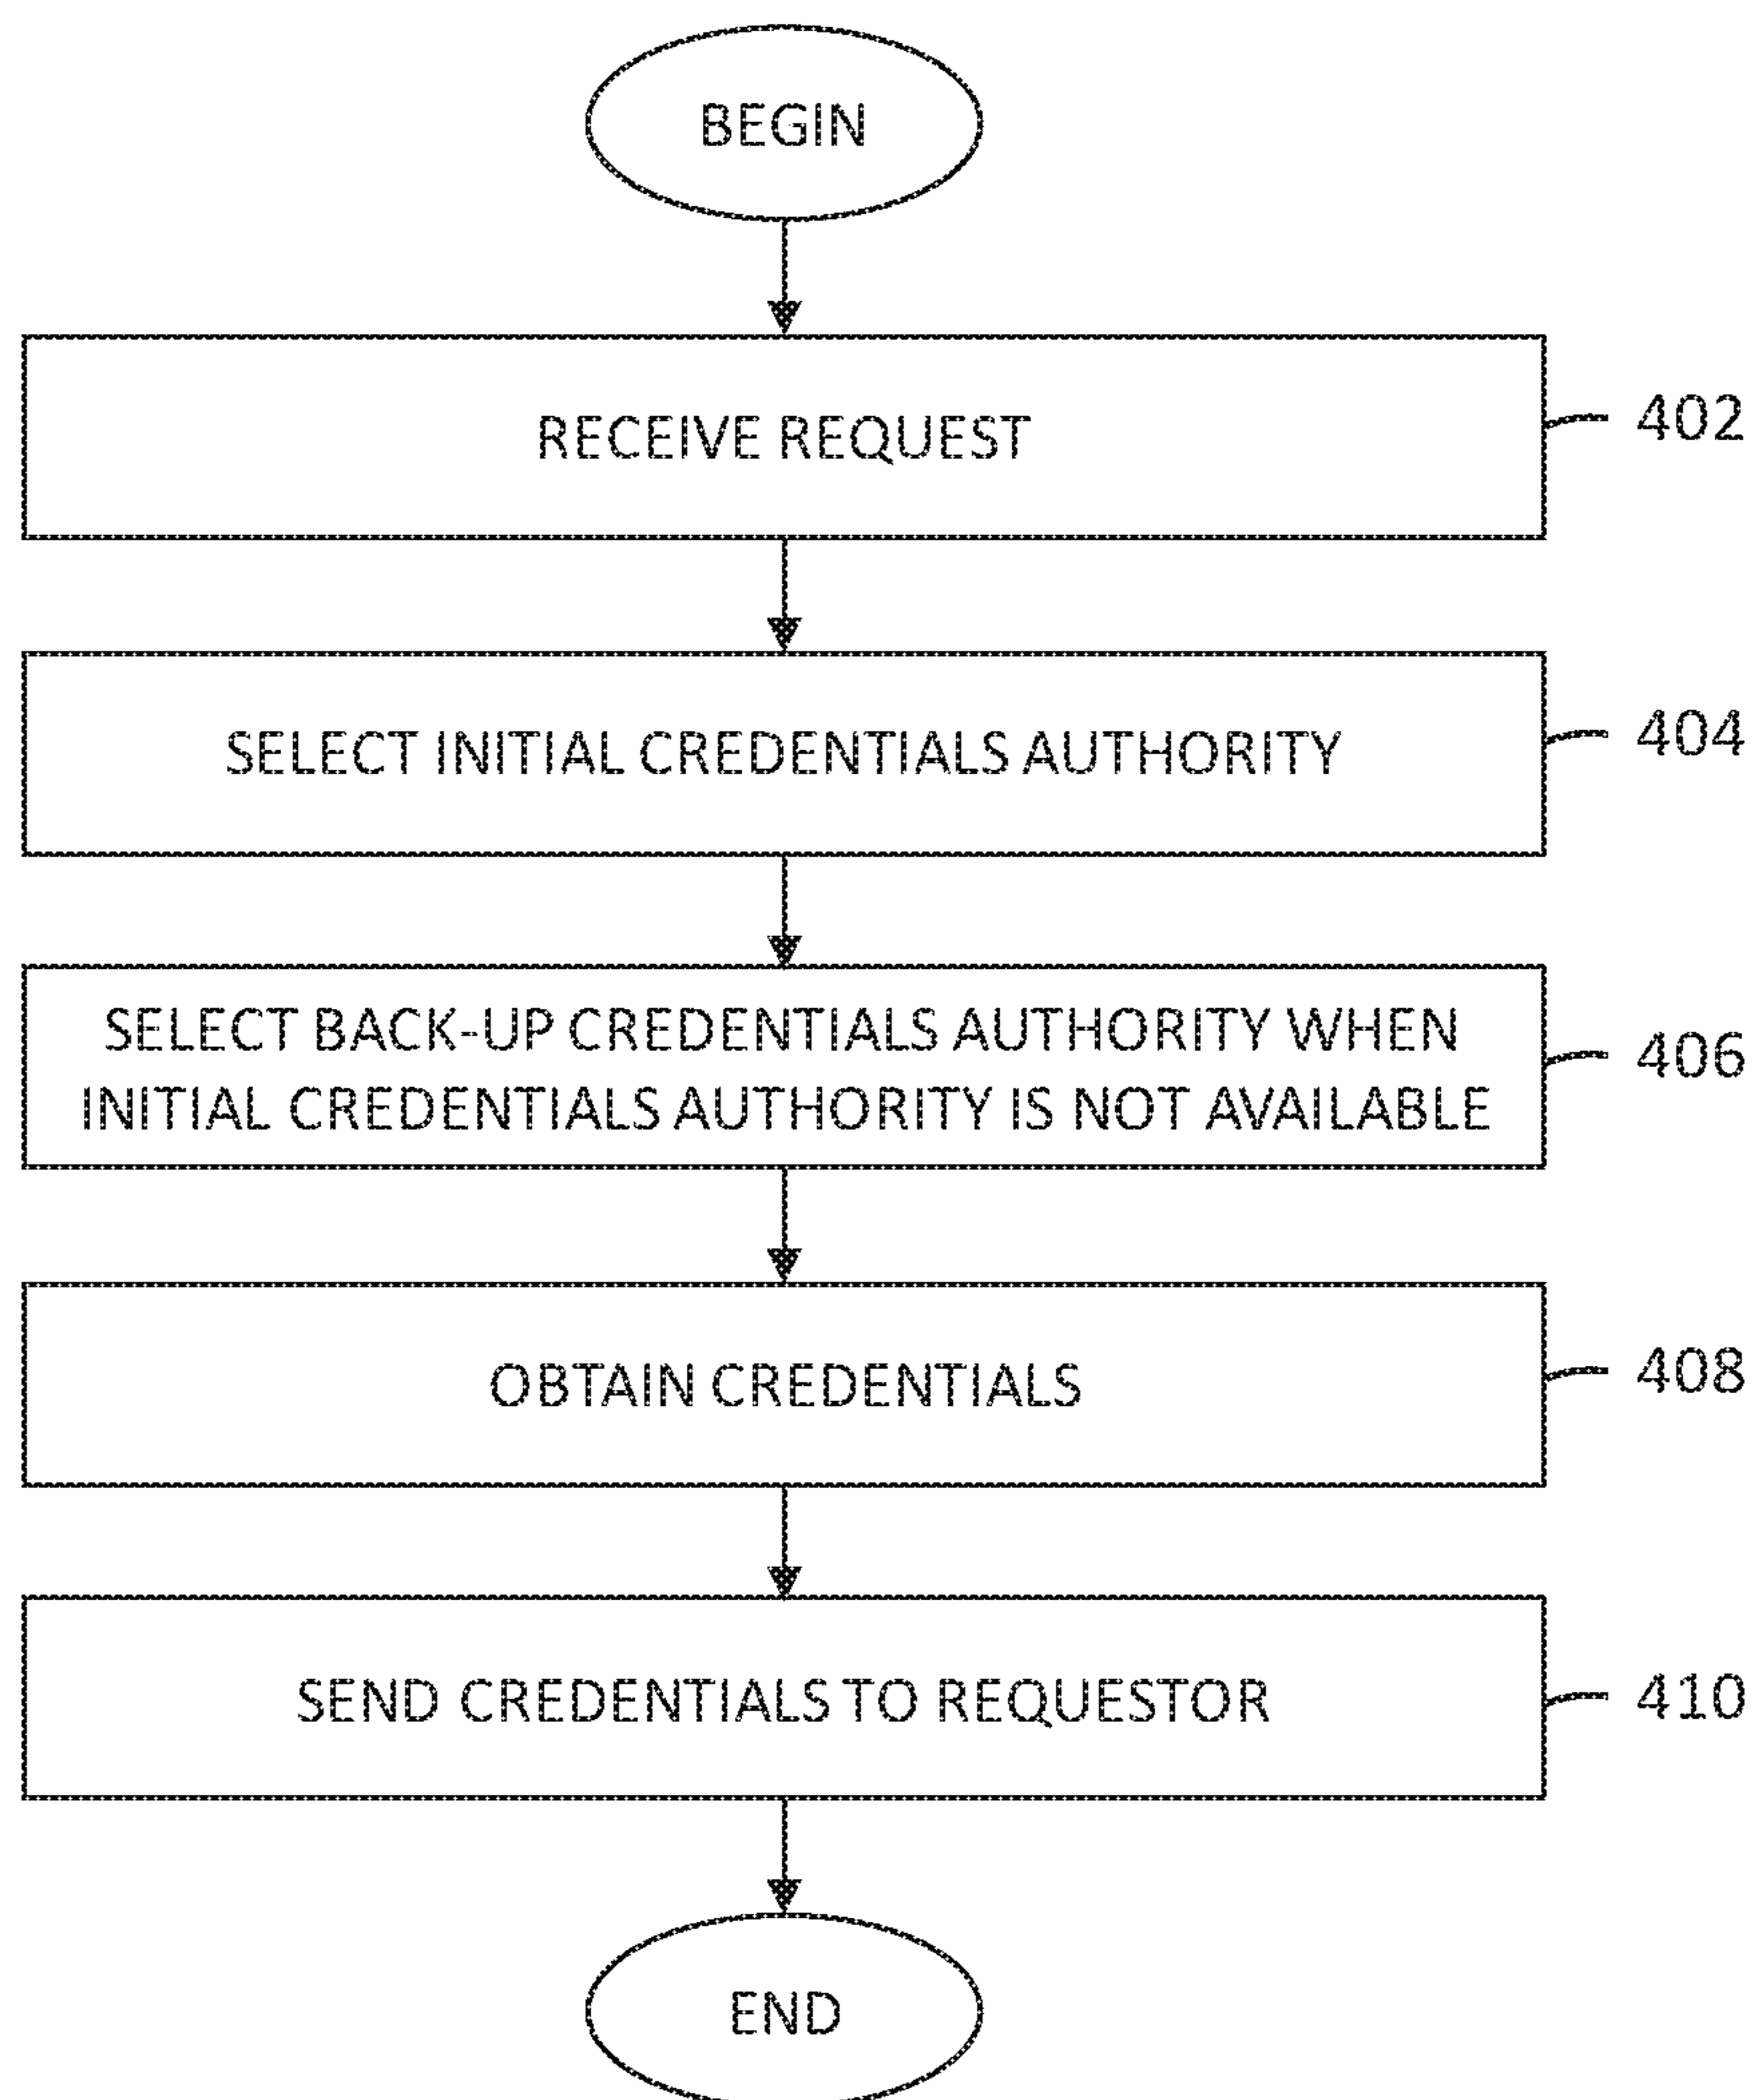 BEGIN
RECEIVE REQUEST
402
SELECT INITIAL CREDENTIALS AUTHORITY
404
SELECT BACK-UP CREDENTIALS AUTHORITY WHEN
INITIAL CREDENTIALS AUTHORITY IS NOT AVAILABLE
406
OBTAIN CREDENTIALS
408
SEND CREDENTIALS TO REQUESTOR
410
END